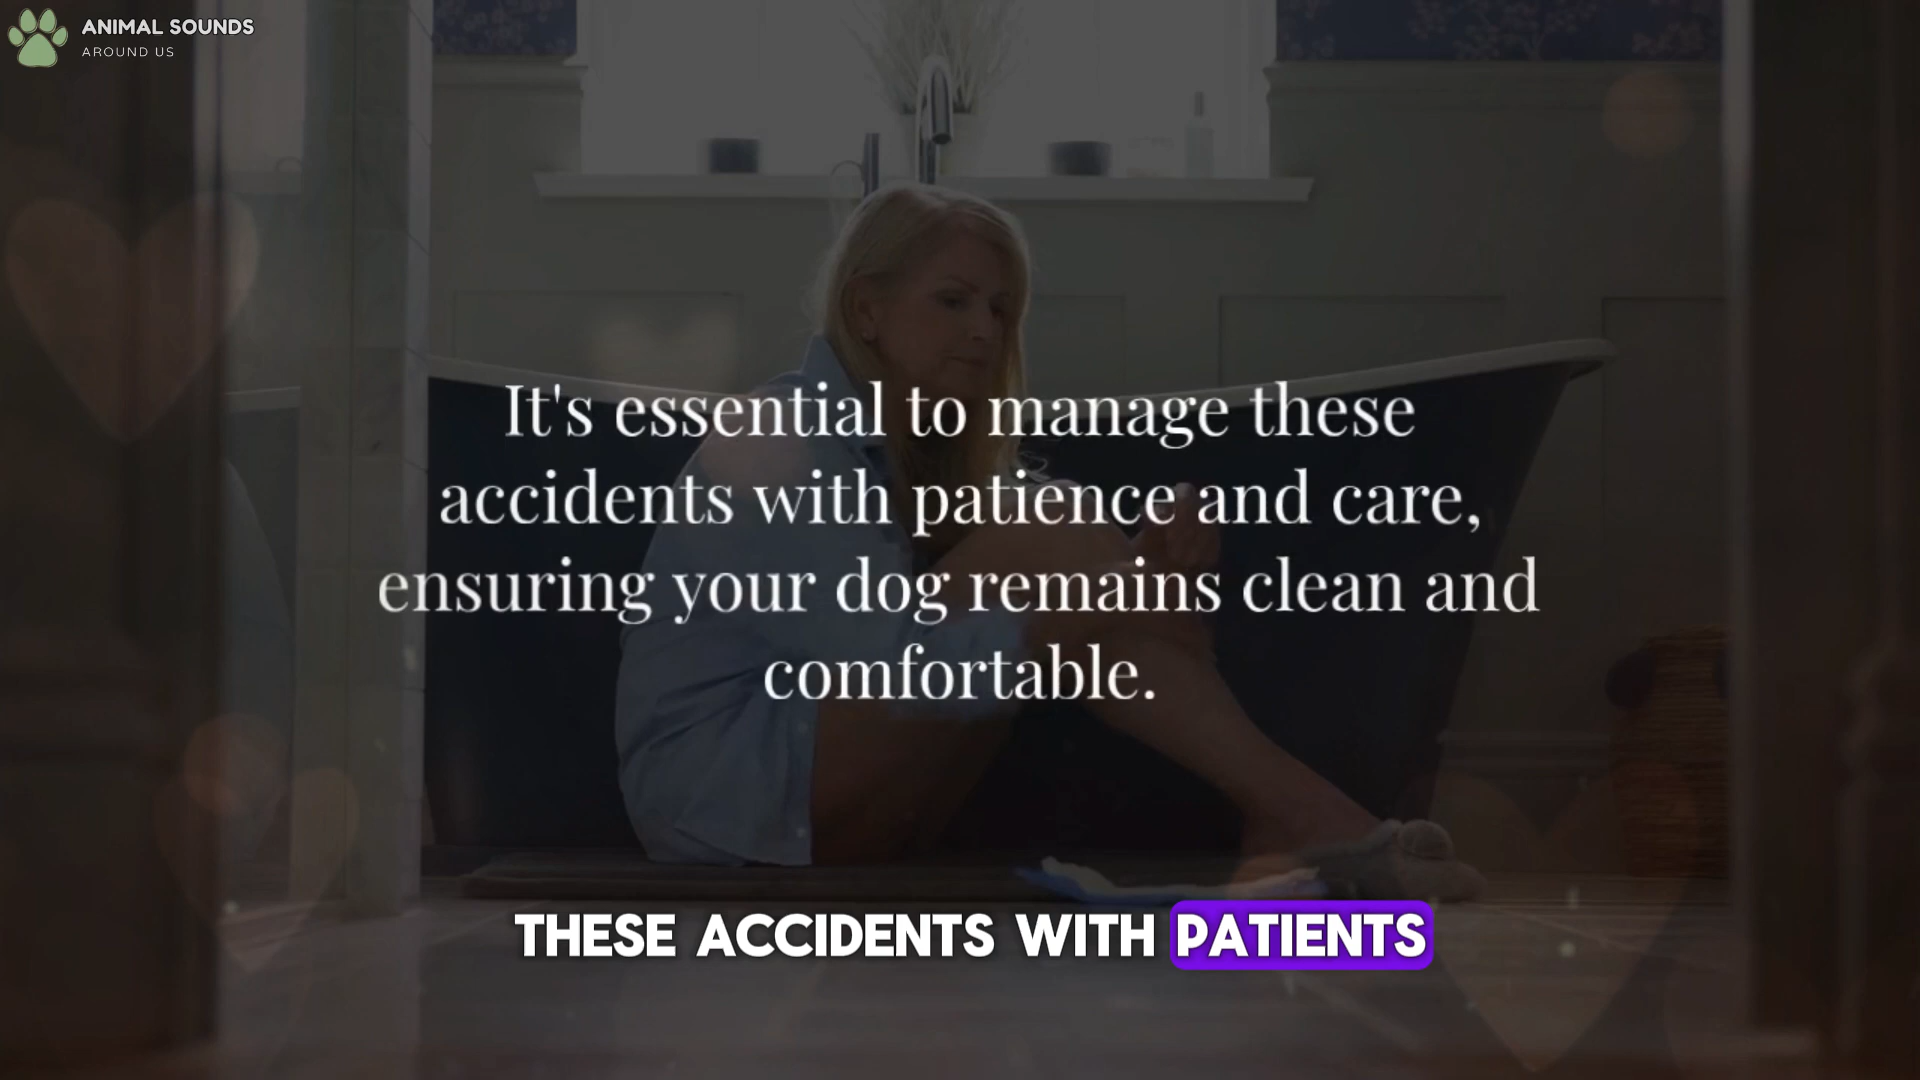 ANIMAL SOUNDS
AROUND US
It's essential to manage these
accidents with patience and care,
ensuring your dog remains clean and
comfortable.
THESE ACCIDENTS WITH PATIENTS